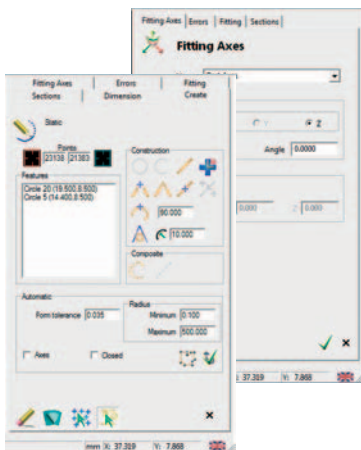 Fitting Axes Errors Fitting Sections
Fitting Axes
Z
Angle 0.0000
0.000 Z 0.000
X: 37.319 Y: 7.868
Fitting Axes Errors Fitting
Sections Dimension Create
Static
Points
23138 21383
Features
Circle 20 (19.500,8.500)
Circle 5 (14.400,8.500)
Construction
90.000
10.000
Composite
Automatic
Form tolerance 0.035
Radius
Minimum 0.100
Maximum 500.000
Axes Closed
mm X: 37.319 Y: 7.868